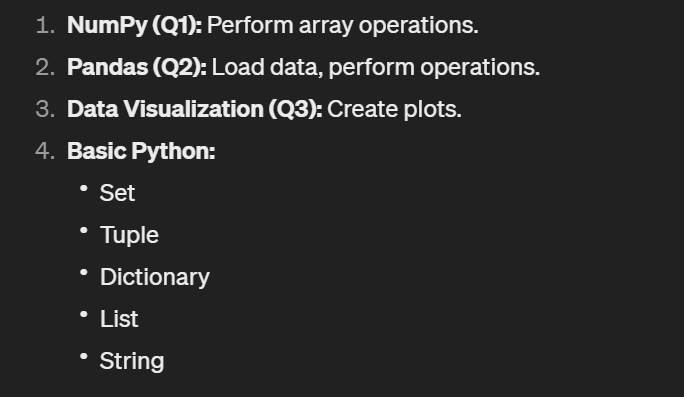 1. NumPy (Q1): Perform array operations.
2. Pandas (Q2): Load data, perform operations.
3. Data Visualization (Q3): Create plots.
4. Basic Python:
• Set
• Tuple
• Dictionary
• List
• String